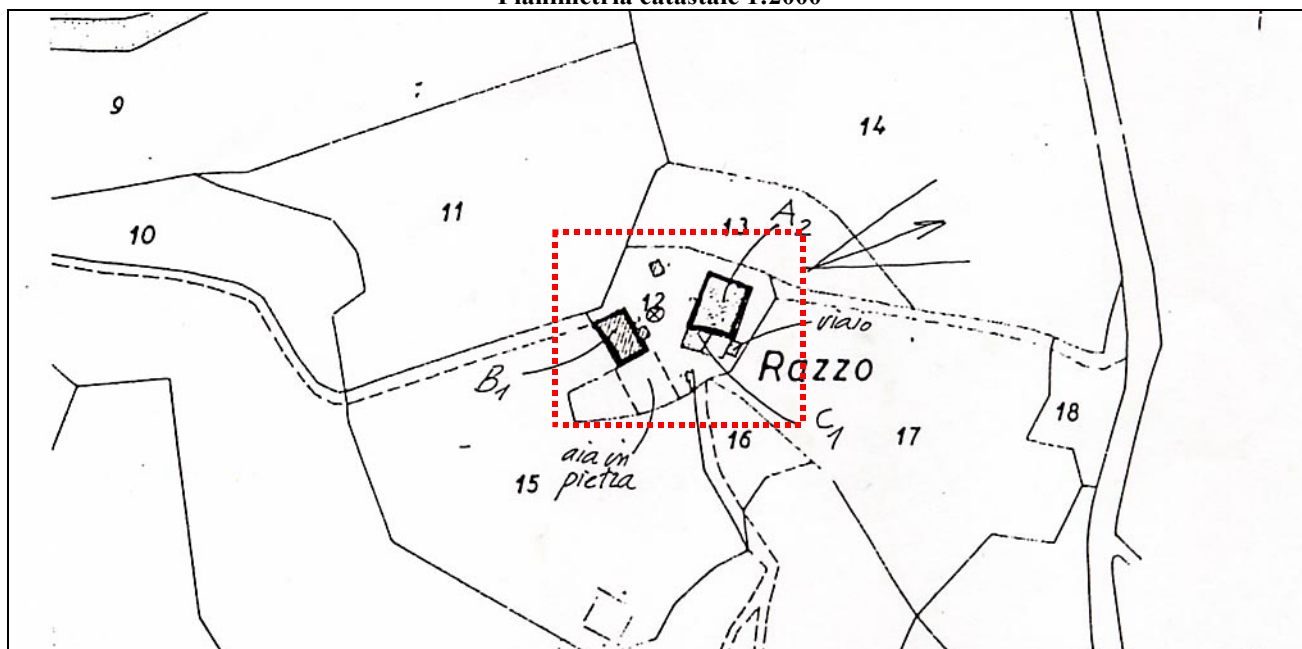 Planimetria catastale 1:2000
9
14
11
13
A2
10
12
viaio
Razzo
B1
18
C1
16
17
aia in
pietra
15